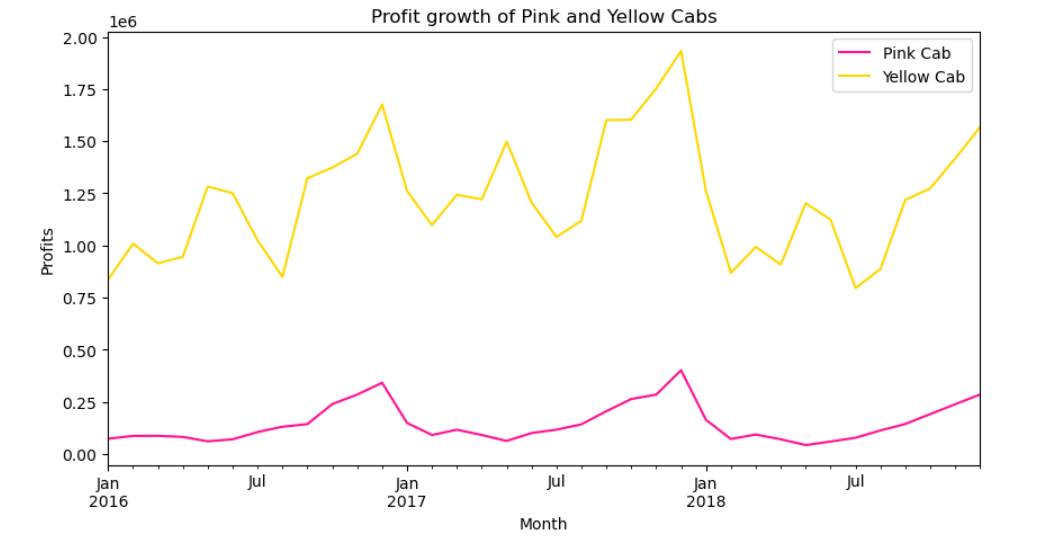 Profit growth of Pink and Yellow Cabs
1e6
2.00
1.75
1.50
1.25
1.00
0.75
0.50
0.25
0.00
Profits
Pink Cab
Yellow Cab
Jan Jul Jan Jul Jan Jul
2016 2017 2018
Month